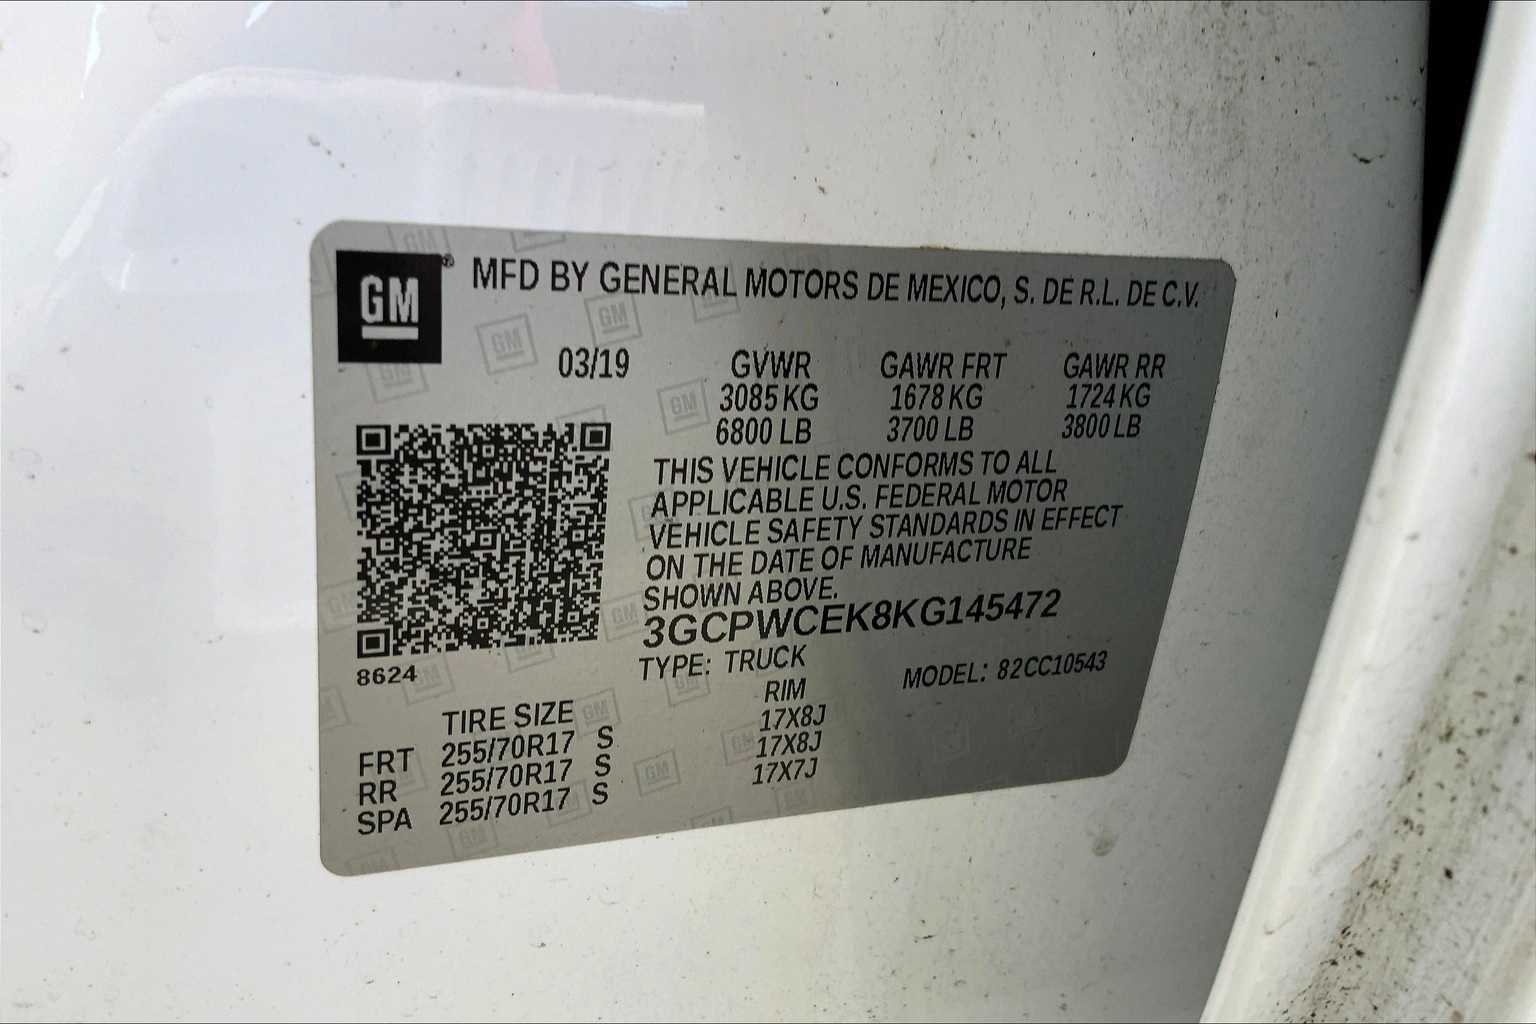 GM® MFD BY GENERAL MOTORS DE MEXICO, S. DE R.L. DE C.V.
03/19 GVWR GAWR FRT GAWR RR
3085 KG 1678 KG 1724 KG
6800 LB 3700 LB 3800 LB
THIS VEHICLE CONFORMS TO ALL
APPLICABLE U.S. FEDERAL MOTOR
VEHICLE SAFETY STANDARDS IN EFFECT
ON THE DATE OF MANUFACTURE
SHOWN ABOVE.
3GCPWCEK8KG145472
8624 TYPE: TRUCK MODEL: 82CC10543
TIRE SIZE RIM
FRT 255/70R17 S 17X8J
RR 255/70R17 S 17X8J
SPA 255/70R17 S 17X7J